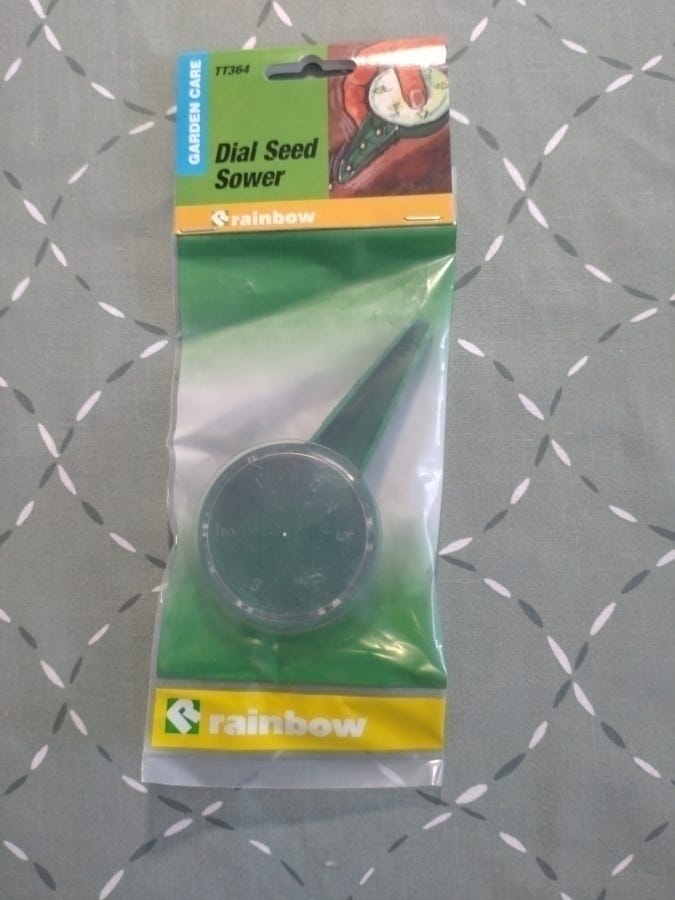 GARDEN CARE
TT364
Dial Seed
Sower
rainbow
rainbow